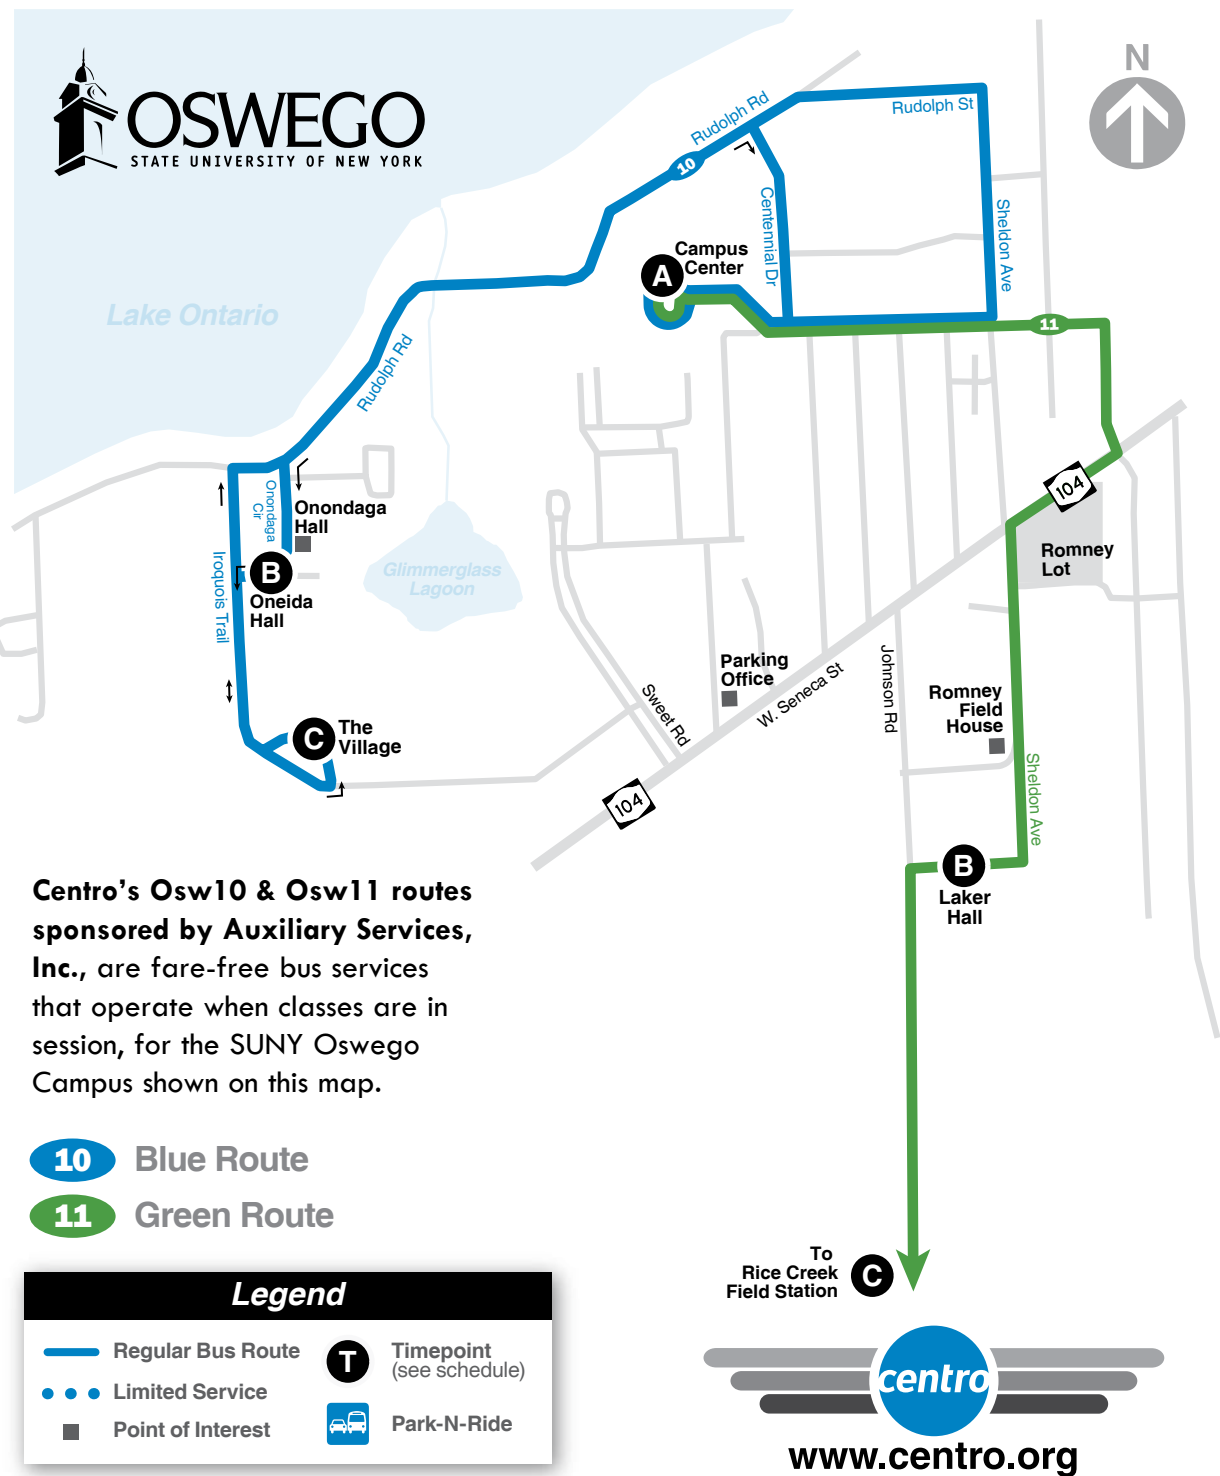 N
OSWEGO
STATE UNIVERSITY OF NEW YORK
Rudolph Rd
Rudolph St
10
Centennial Dr
Sheldon Ave
Campus
Center
A
Lake Ontario
11
Rudolph Rd
104
Onondaga
Cir
Onondaga
Hall
Romney
Lot
Iroquois Trail
B
Oneida
Hall
Glimmerglass
Lagoon
Parking
Office
W. Seneca St
Johnson Rd
Sweet Rd
Romney
Field
House
C
The
Village
Sheldon Ave
104
B
Laker
Hall
Centro's Osw10 & Osw11 routes
sponsored by Auxiliary Services,
Inc., are fare-free bus services
that operate when classes are in
session, for the SUNY Oswego
Campus shown on this map.
10 Blue Route
11 Green Route
To
Rice Creek
Field Station
C
Legend
Regular Bus Route
Limited Service
Point of Interest
T
Timepoint
(see schedule)
Park-N-Ride
centro
www.centro.org